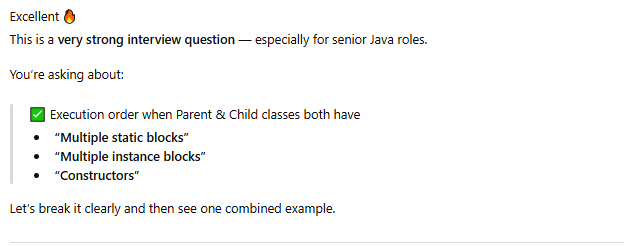 Excellent 🔥
This is a very strong interview question — especially for senior Java roles.
You’re asking about:
✅ Execution order when Parent & Child classes both have
• “Multiple static blocks”
• “Multiple instance blocks”
• “Constructors”
Let’s break it clearly and then see one combined example.